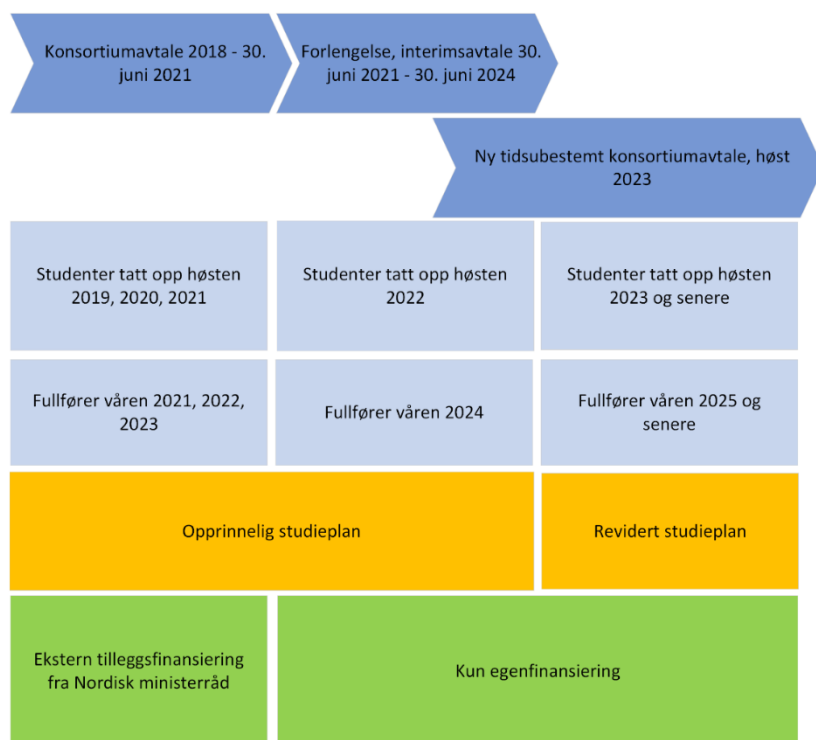 Konsortiumavtale 2018 - 30.
juni 2021
Forlengelse, interimsavtale 30.
juni 2021 - 30. juni 2024
Ny tidsubestemt konsortiumavtale, høst
2023
Studenter tatt opp høsten
2019, 2020, 2021
Studenter tatt opp høsten
2022
Studenter tatt opp høsten
2023 og senere
Fullfører våren 2021, 2022,
2023
Fullfører våren 2024
Fullfører våren 2025 og
senere
Opprinnelig studieplan
Revidert studieplan
Ekstern tilleggsfinansiering
fra Nordisk ministerråd
Kun egenfinansiering